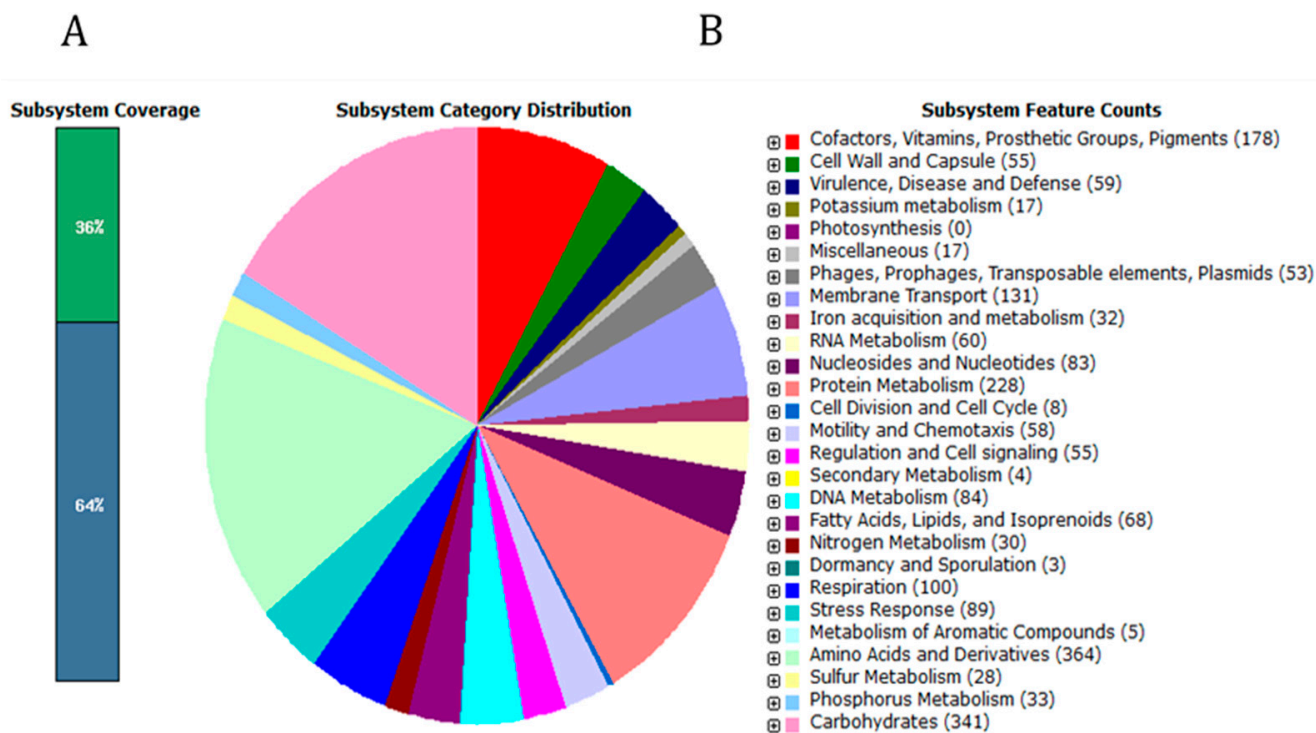 A
B
Subsystem Coverage
Subsystem Category Distribution
Subsystem Feature Counts
36%
64%
Cofactors, Vitamins, Prosthetic Groups, Pigments (178)
Cell Wall and Capsule (55)
Virulence, Disease and Defense (59)
Potassium metabolism (17)
Photosynthesis (0)
Miscellaneous (17)
Phages, Prophages, Transposable elements, Plasmids (53)
Membrane Transport (131)
Iron acquisition and metabolism (32)
RNA Metabolism (60)
Nucleosides and Nucleotides (83)
Protein Metabolism (228)
Cell Division and Cell Cycle (8)
Motility and Chemotaxis (58)
Regulation and Cell signaling (55)
Secondary Metabolism (4)
DNA Metabolism (84)
Fatty Acids, Lipids, and Isoprenoids (68)
Nitrogen Metabolism (30)
Dormancy and Sporulation (3)
Respiration (100)
Stress Response (89)
Metabolism of Aromatic Compounds (5)
Amino Acids and Derivatives (364)
Sulfur Metabolism (28)
Phosphorus Metabolism (33)
Carbohydrates (341)